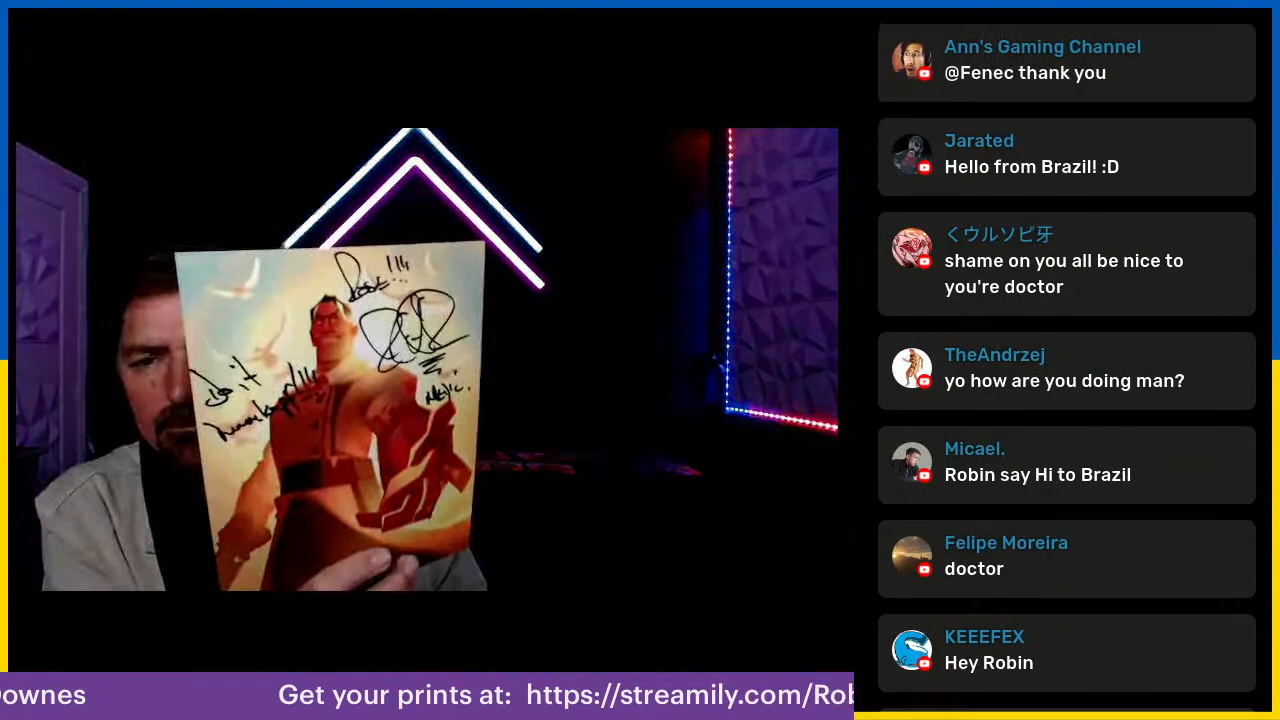 Ann's Gaming Channel
@Fenec thank you
Jarated
Hello from Brazil! :D
くウルソピ牙
shame on you all be nice to
you're doctor
TheAndrzej
yo how are you doing man?
Micael.
Robin say Hi to Brazil
Felipe Moreira
doctor
KEEEFEX
Hey Robin
Do it
ownes
Get your prints at: https://streamily.com/Rob